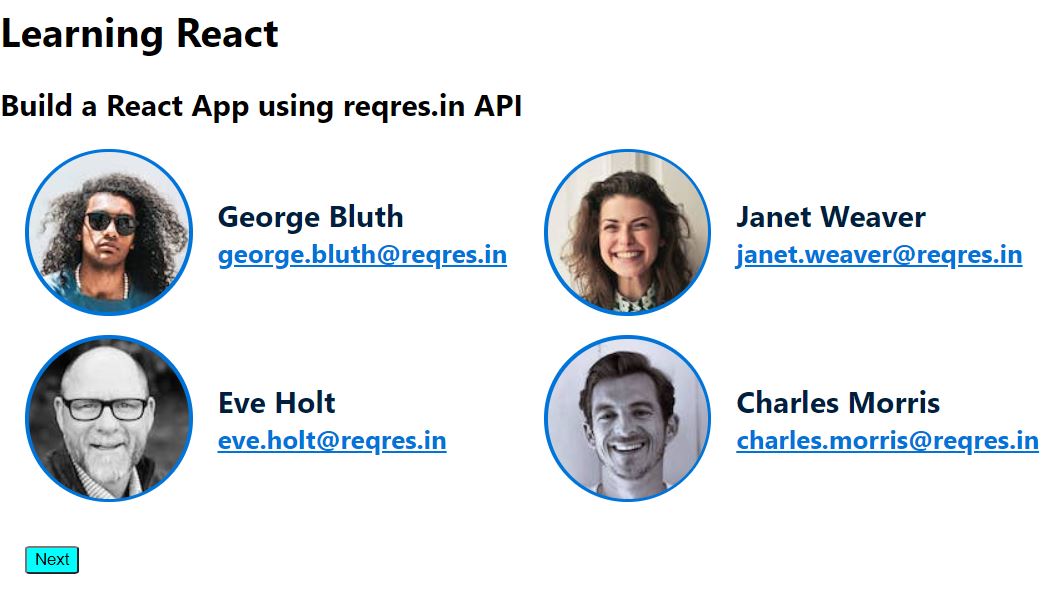 Learning React
Build a React App using reqres.in API
George Bluth
george.bluth@reqres.in
Janet Weaver
janet.weaver@reqres.in
Eve Holt
eve.holt@reqres.in
Charles Morris
charles.morris@reqres.in
Next